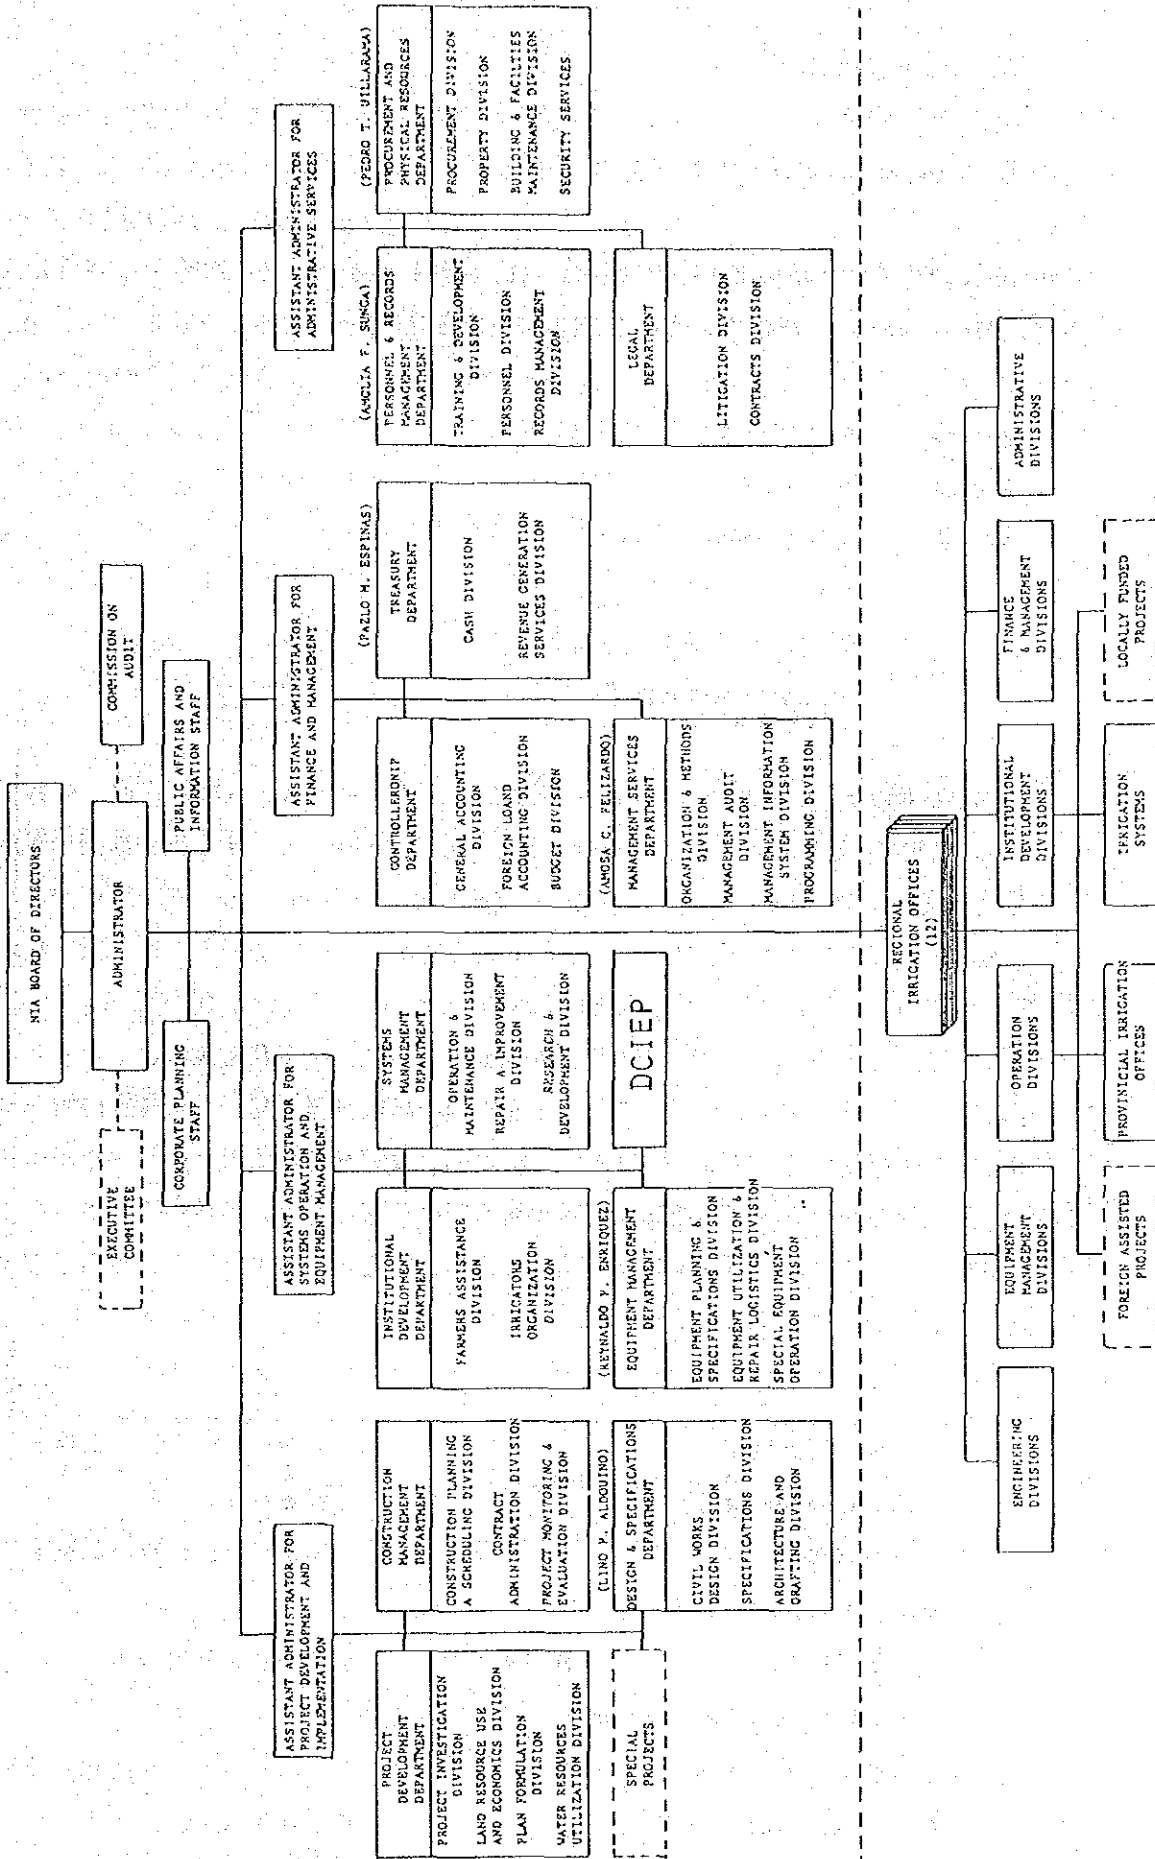 NIA BOARD OF DIRECTORS
EXECUTIVE
COMMITTEE
ADMINISTRATOR
COMMISSION ON
AUDIT
CORPORATE PLANNING
STAFF
PUBLIC AFFAIRS AND
INFORMATION STAFF
ASSISTANT ADMINISTRATOR FOR
PROJECT DEVELOPMENT AND
IMPLEMENTATION
ASSISTANT ADMINISTRATOR FOR
SYSTEMS OPERATION AND
EQUIPMENT MANAGEMENT
ASSISTANT ADMINISTRATOR FOR
FINANCE AND MANAGEMENT
ASSISTANT ADMINISTRATOR FOR
ADMINISTRATIVE SERVICES
PROJECT
DEVELOPMENT
DEPARTMENT
PROJECT INVESTIGATION
DIVISION
LAND RESOURCE USE
AND ECONOMICS DIVISION
PLAN FORMULATION
DIVISION
WATER RESOURCES
UTILIZATION DIVISION
CONSTRUCTION
MANAGEMENT
DEPARTMENT
CONSTRUCTION PLANNING
A SCHEDULING DIVISION
CONTRACT
ADMINISTRATION DIVISION
PROJECT MONITORING &
EVALUATION DIVISION
INSTITUTIONAL
DEVELOPMENT
DEPARTMENT
FARMERS ASSISTANCE
DIVISION
IRRIGATORS
ORGANIZATION
DIVISION
SYSTEMS
MANAGEMENT
DEPARTMENT
OPERATION &
MAINTENANCE DIVISION
REPAIR A IMPROVEMENT
DIVISION
RESEARCH &
DEVELOPMENT DIVISION
CONTROLLERONIP
DEPARTMENT
GENERAL ACCOUNTING
DIVISION
FOREIGN LOAND
ACCOUNTING DIVISION
BUDGET DIVISION
(PAZLO M. ESPINAS)
TREASURY
DEPARTMENT
CASH DIVISION
REVENUE GENERATION
SERVICES DIVISION
(AMOLIA F. SUNGA)
PERSONNEL & RECORDS
MANAGEMENT
DEPARTMENT
TRAINING & DEVELOPMENT
DIVISION
PERSONNEL DIVISION
RECORDS MANAGEMENT
DIVISION
(PEDRO T. UILLARAMA)
PROCUREMENT AND
PHYSICAL RESOURCES
DEPARTMENT
PROCUREMENT DIVISION
PROPERTY DIVISION
BUILDING & FACILTIES
MAINTENANCE DIVISION
SECURITY SERVICES
SPECIAL
PROJECTS
(LINO P. ALDOUINO)
DESIGN & SPECIFICATIONS
DEPARTMENT
CIVIL WORKS
DESIGN DIVISION
SPECIFICATIONS DIVISION
ARCHITECTURE AND
DRAFTING DIVISION
(REYNALDO P. ENRIQUEZ)
EQUIPMENT MANAGEMENT
DEPARTMENT
EQUIPMENT PLANNING &
SPECIFICATIONS DIVISION
EQUIPMENT UTILIZATION &
REPAIR LOGISTICS DIVISION
SPECIAL EQUIPMENT
OPERATION DIVISION
DCIEP
(AMOSA C. FELIZARDO)
MANAGEMENT SERVICES
DEPARTMENT
ORGANIZATION & METHODS
DIVISION
MANAGEMENT AUDIT
DIVISION
MANAGEMENT INFORMATION
SYSTEM DIVISION
PROGRAMMING DIVISION
LEGAL
DEPARTMENT
LITIGATION DIVISION
CONTRACTS DIVISION
REGIONAL
IRRIGATION OFFICES
(12)
ENGINEERING
DIVISIONS
EQUIPMENT
MANAGEMENT
DIVISIONS
OPERATION
DIVISIONS
INSTITUTIONAL
DEVELOPMENT
DIVISIONS
FINANCE
& MANAGEMENT
DIVISIONS
ADMINISTRATIVE
DIVISIONS
FOREIGN ASSISTED
PROJECTS
PROVINICIAL IRRIGATION
OFFICES
IRRIGATION
SYSTEMS
LOCALLY FUNDED
PROJECTS